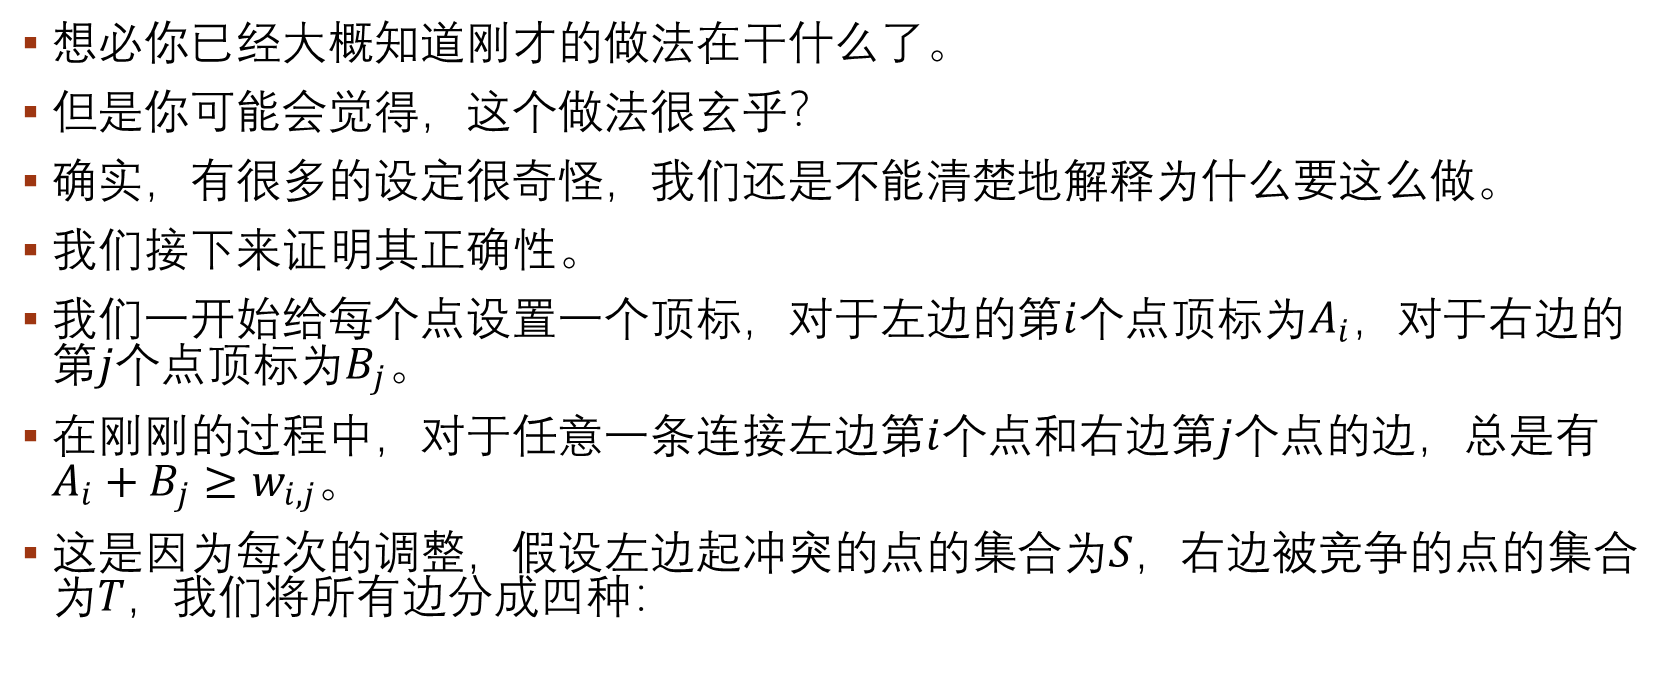 ▪ 想必你已经大概知道刚才的做法在干什么了。
▪ 但是你可能会觉得，这个做法很玄乎？
▪ 确实，有很多的设定很奇怪，我们还是不能清楚地解释为什么要这么做。
▪ 我们接下来证明其正确性。
▪ 我们一开始给每个点设置一个顶标，对于左边的第i个点顶标为A_i，对于右边的
第j个点顶标为B_j。
▪ 在刚刚的过程中，对于任意一条连接左边第i个点和右边第j个点的边，总是有
A_i + B_j ≥ w_{i,j}。
▪ 这是因为每次的调整，假设左边起冲突的点的集合为S，右边被竞争的点的集合
为T，我们将所有边分成四种：